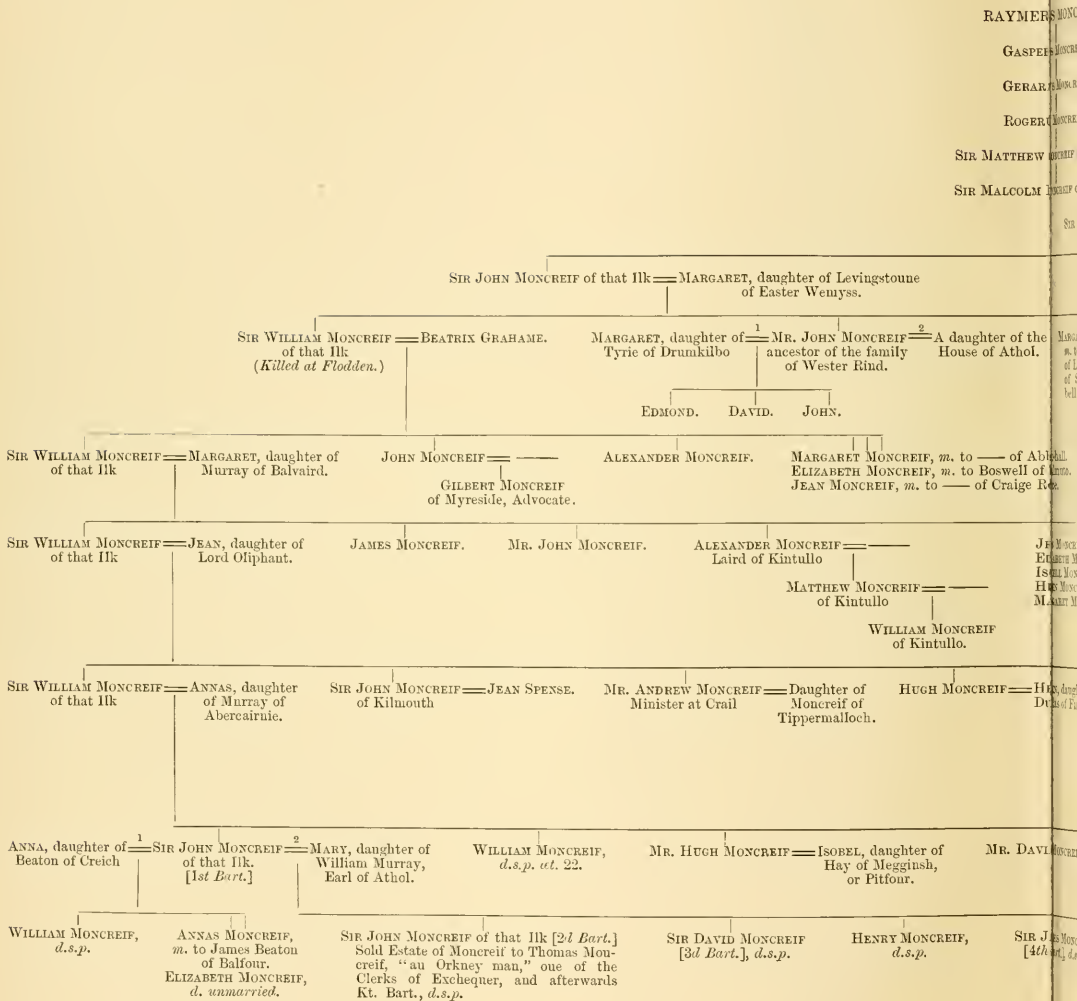 RAYMER
GASPER
GERAR
ROGER
SIR MATTHEW
SIR MALCOLM
SIR
SIR JOHN MONCREIF of that Ilk MARGARET, daughter of Levingstoune
of Easter Wemyss.
SIR WILLIAM MONCREIF BEATRIX GRAHAME.
of that Ilk
(Killed at Flodden.)
MARGARET, daughter of 1 MR. JOHN MONCREIF 2 A daughter of the
Tyrie of Drumkilbo ancestor of the family House of Athol.
of Wester Rind.
EDMOND. DAVID. JOHN.
SIR WILLIAM MONCREIF MARGARET, daughter of
of that Ilk Murray of Balvaird.
JOHN MONCREIF ——
GILBERT MONCREIF
of Myreside, Advocate.
ALEXANDER MONCREIF.
MARGARET MONCREIF, m. to —— of
ELIZABETH MONCREIF, m. to Boswell of
JEAN MONCREIF, m. to —— of Craige
SIR WILLIAM MONCREIF JEAN, daughter of
of that Ilk Lord Oliphant.
JAMES MONCREIF.
MR. JOHN MONCREIF.
ALEXANDER MONCREIF ——
Laird of Kintullo
MATTHEW MONCREIF ——
of Kintullo
WILLIAM MONCREIF
of Kintullo.
SIR WILLIAM MONCREIF ANNAS, daughter
of that Ilk of Murray of
Abercairnie.
SIR JOHN MONCREIF JEAN SPENSE.
of Kilmouth
MR. ANDREW MONCREIF Daughter of
Minister at Crail Moncreif of
Tippermalloch.
HUGH MONCREIF
ANNA, daughter of 1 SIR JOHN MONCREIF 2 MARY, daughter of
Beaton of Creich of that Ilk. William Murray,
[1st Bart.] Earl of Athol.
WILLIAM MONCREIF,
d.s.p. æt. 22.
MR. HUGH MONCREIF ISOBEL, daughter of
Hay of Megginsh,
or Pitfour.
MR. DAVI
WILLIAM MONCREIF,
d.s.p.
ANNAS MONCREIF,
m. to James Beaton
of Balfour.
ELIZABETH MONCREIF,
d. unmarried.
SIR JOHN MONCREIF of that Ilk [2d Bart.]
Sold Estate of Moncreif to Thomas Mon-
creif, "an Orkney man," one of the
Clerks of Exchequer, and afterwards
Kt. Bart., d.s.p.
SIR DAVID MONCREIF
[3d Bart.], d.s.p.
HENRY MONCREIF,
d.s.p.
SIR J
[4th